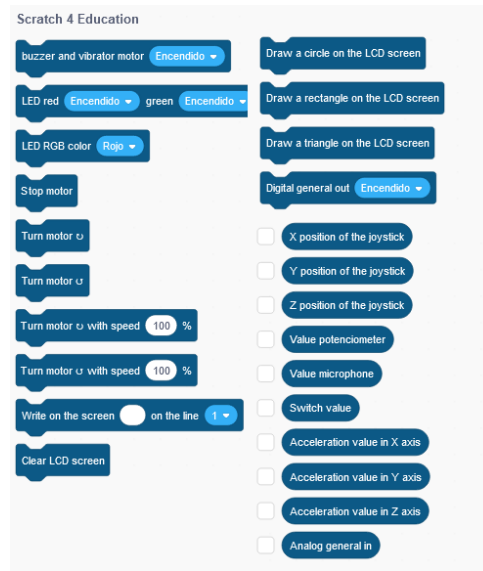 Scratch 4 Education
buzzer and vibrator motor Encendido
LED red Encendido green Encendido
LED RGB color Rojo
Stop motor
Turn motor ↻
Turn motor ↺
Turn motor ↻ with speed 100 %
Turn motor ↺ with speed 100 %
Write on the screen on the line 1
Clear LCD screen
Draw a circle on the LCD screen
Draw a rectangle on the LCD screen
Draw a triangle on the LCD screen
Digital general out Encendido
X position of the joystick
Y position of the joystick
Z position of the joystick
Value potenciometer
Value microphone
Switch value
Acceleration value in X axis
Acceleration value in Y axis
Acceleration value in Z axis
Analog general in